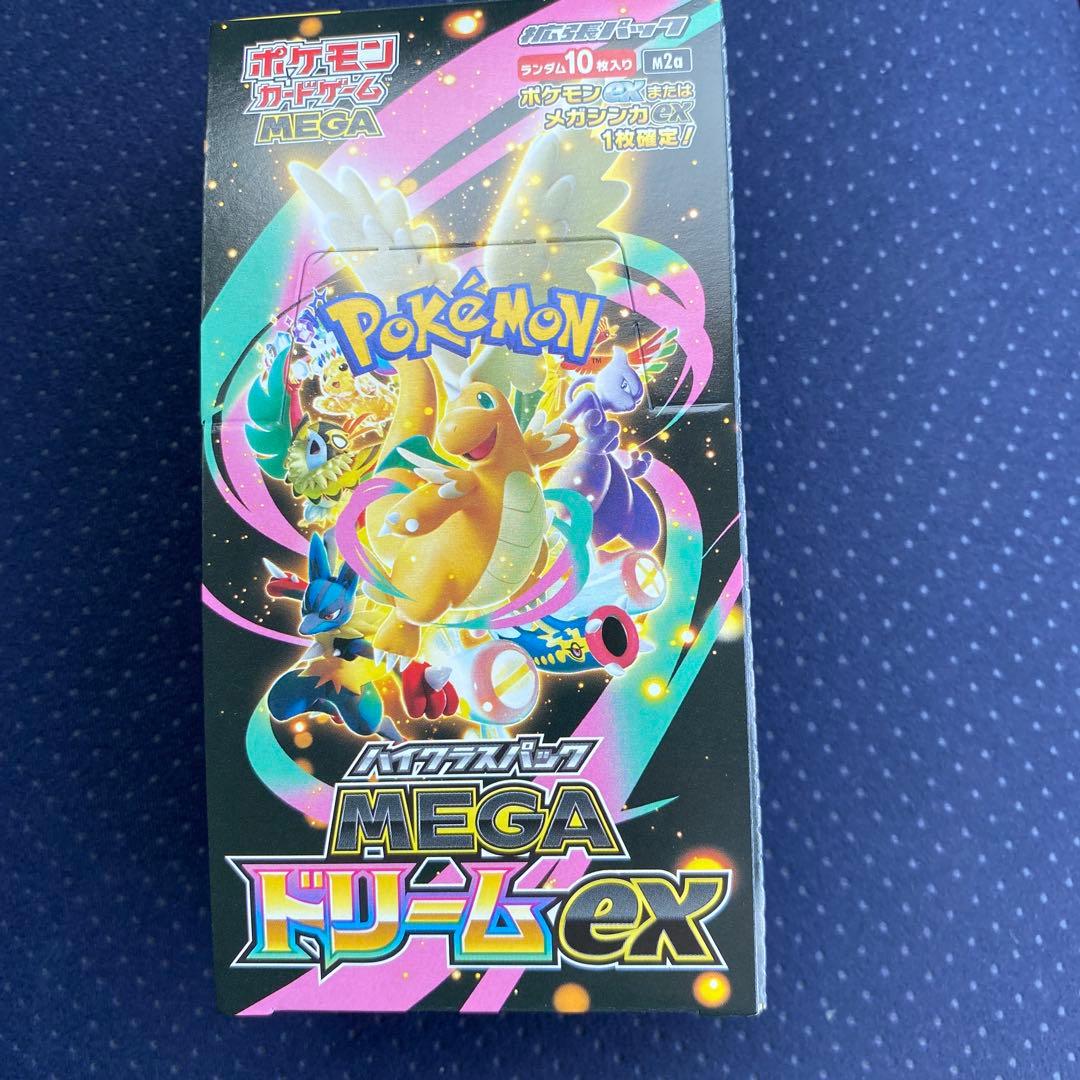 ポケモン
カードゲーム™
MEGA
拡張パック
ランダム10枚入り M2a
ポケモンexまたは
メガシンカex
1枚確定!
POKéMON™
ハイクラスパック
MEGA
ドリームex